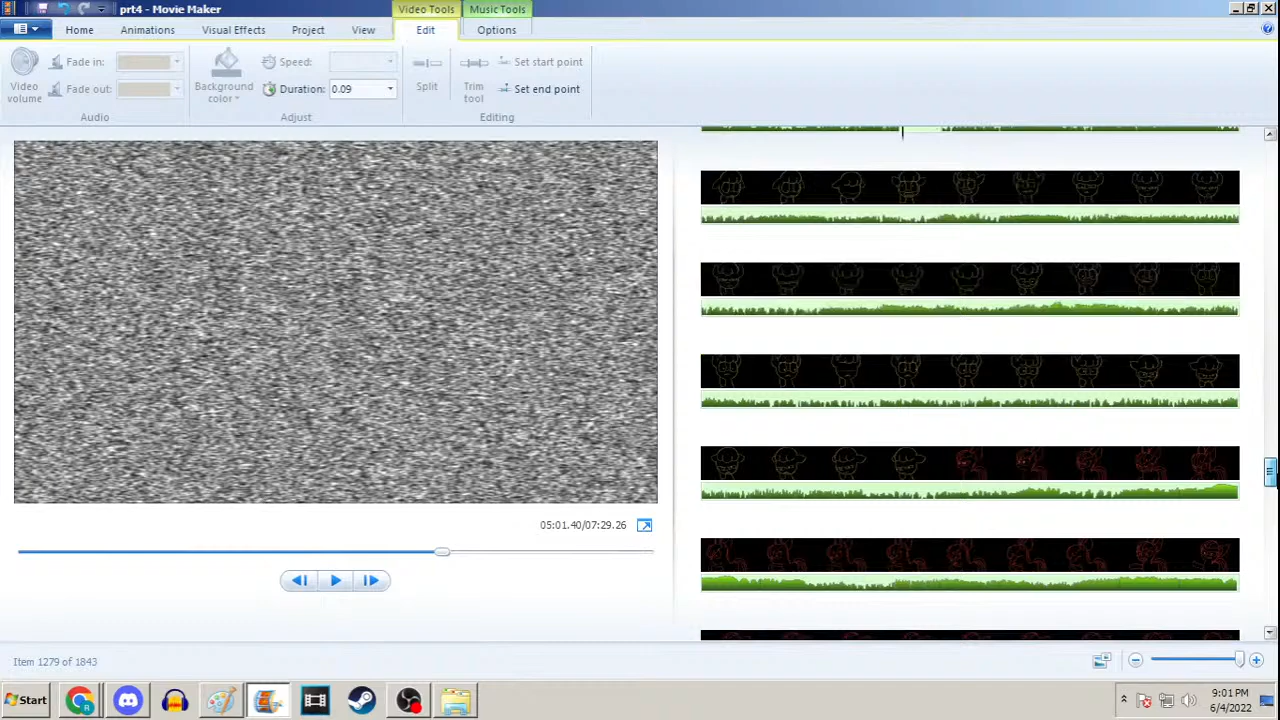 prt4 - Movie Maker
Video Tools
Music Tools
Home
Animations
Visual Effects
Project
View
Edit
Options
Video volume
Fade in:
Fade out:
Audio
Background color
Speed:
Duration: 0.09
Adjust
Split
Trim tool
Set start point
Set end point
Editing
05:01.40/07:29.26
Item 1279 of 1843
Start
9:01 PM
6/4/2022